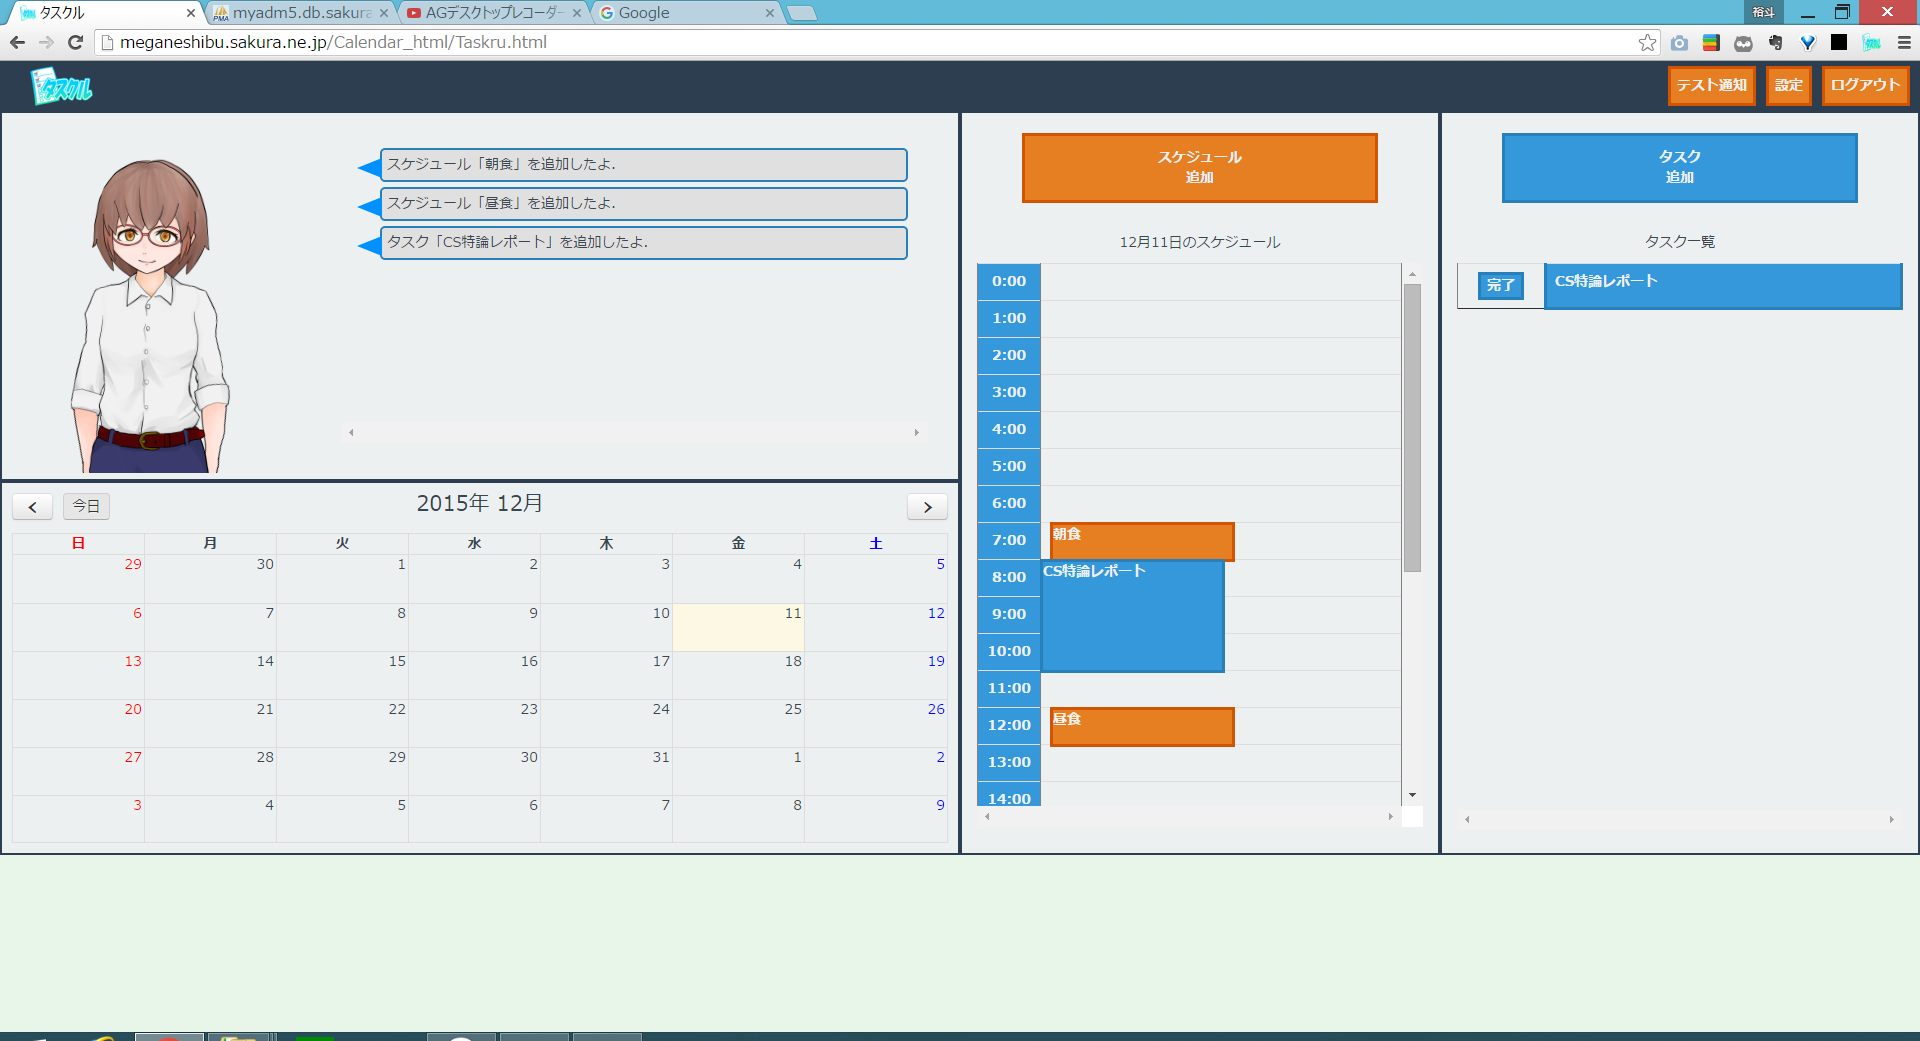 タスクル
myadm5.db.sakura
AGデスクトップレコーダー
Google
裕斗
meganeshibu.sakura.ne.jp/Calendar_html/Taskru.html
タスクル
テスト通知
設定
ログアウト
スケジュール「朝食」を追加したよ.
スケジュール「昼食」を追加したよ.
タスク「CS特論レポート」を追加したよ.
<
今日
2015年 12月
>
日 月 火 水 木 金 土
29 30 1 2 3 4 5
6 7 8 9 10 11 12
13 14 15 16 17 18 19
20 21 22 23 24 25 26
27 28 29 30 31 1 2
3 4 5 6 7 8 9
スケジュール
追加
12月11日のスケジュール
0:00
1:00
2:00
3:00
4:00
5:00
6:00
7:00 朝食
8:00 CS特論レポート
9:00
10:00
11:00
12:00 昼食
13:00
14:00
タスク
追加
タスク一覧
完了 CS特論レポート